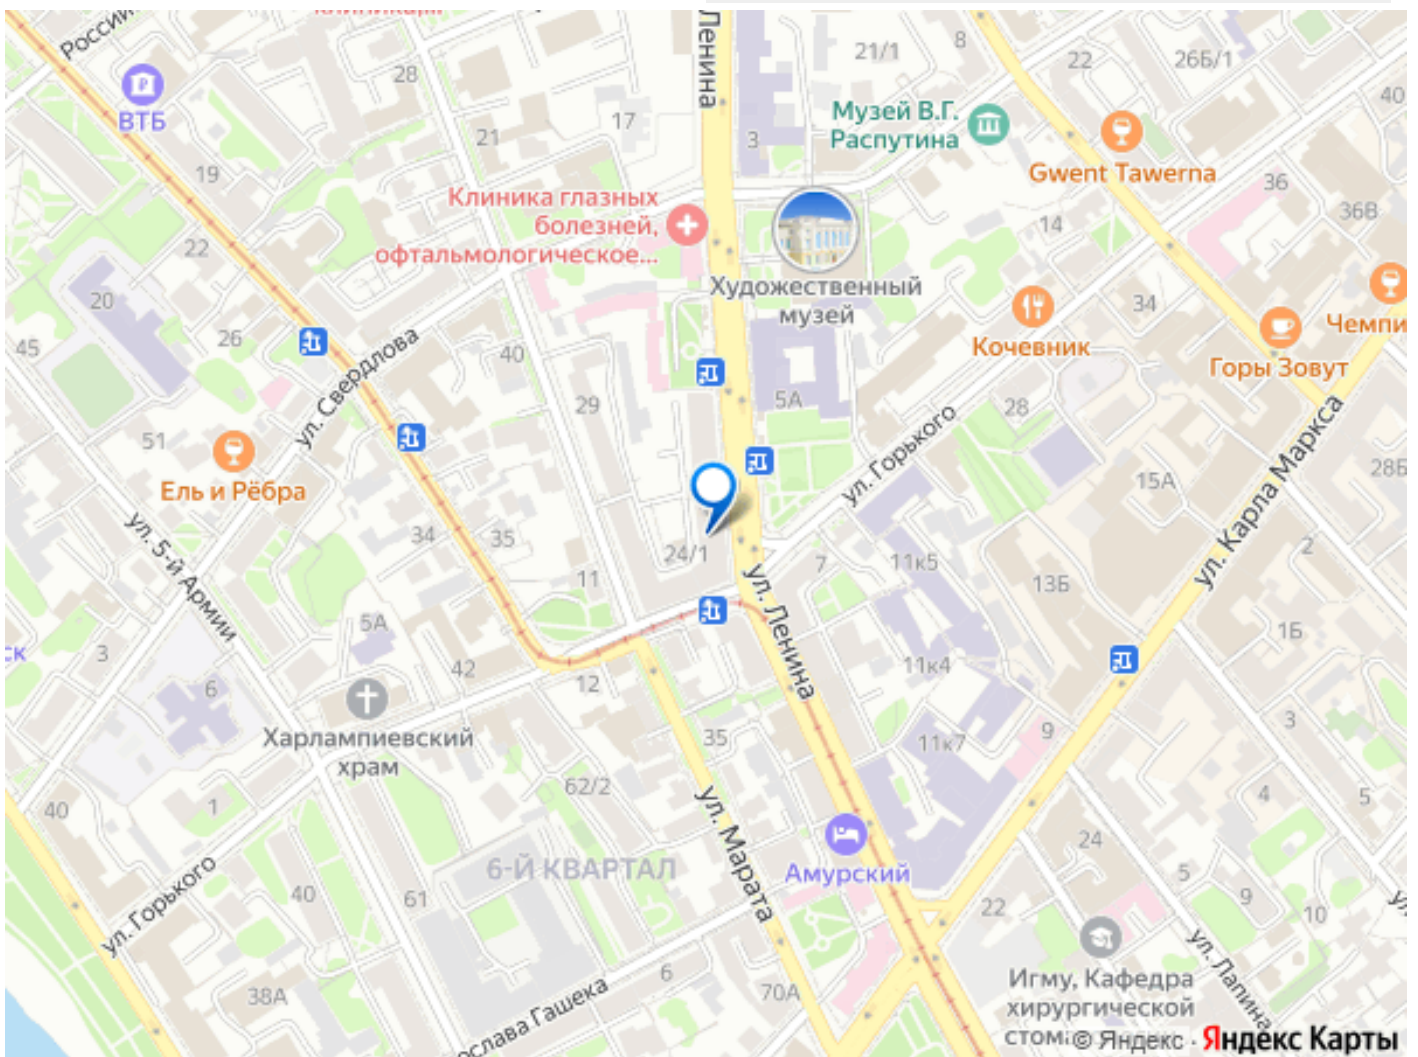 Ленина
8
21/1
22
26Б/1
28
ВТБ
17
21
3
Музей В.Г.
Распутина
40
Gwent Tawerna
19
36
Клиника глазных
болезней,
офтальмологическое...
14
36В
22
20
Художественный
музей
34
26
45
40
Кочевник
Горы Зовут
ул. Свердлова
29
5А
28
51
Ель и Рёбра
ул. Горького
ул. Карла Маркса
15А
28Б
ул. 5-й Армии
34
35
24/1
11
7
11к5
2
13Б
ул. Ленина
5А
1Б
3
42
11к4
6
12
Харлампиевский
храм
35
11к7
9
3
62/2
40
1
ул. Марата
4
5
Амурский
24
6-Й КВАРТАЛ
ул. Горького
40
61
5
9
22
10
ул. Лапина
6
70А
38А
Игму, Кафедра
хирургической
© Яндекс · Яндекс Карты